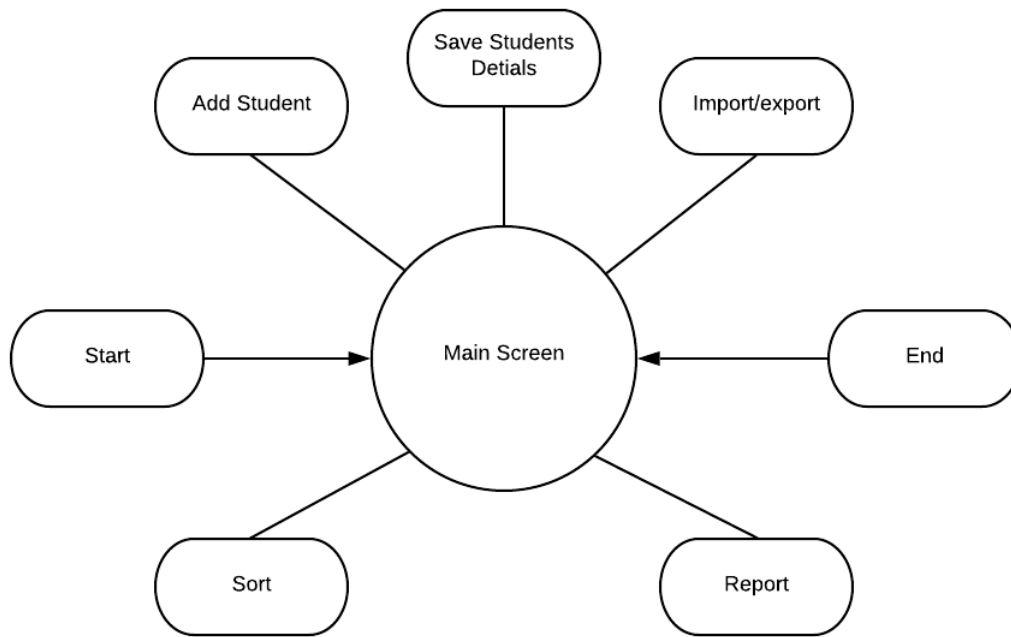 Save Students
Detials
Add Student
Import/export
Start
Main Screen
End
Sort
Report